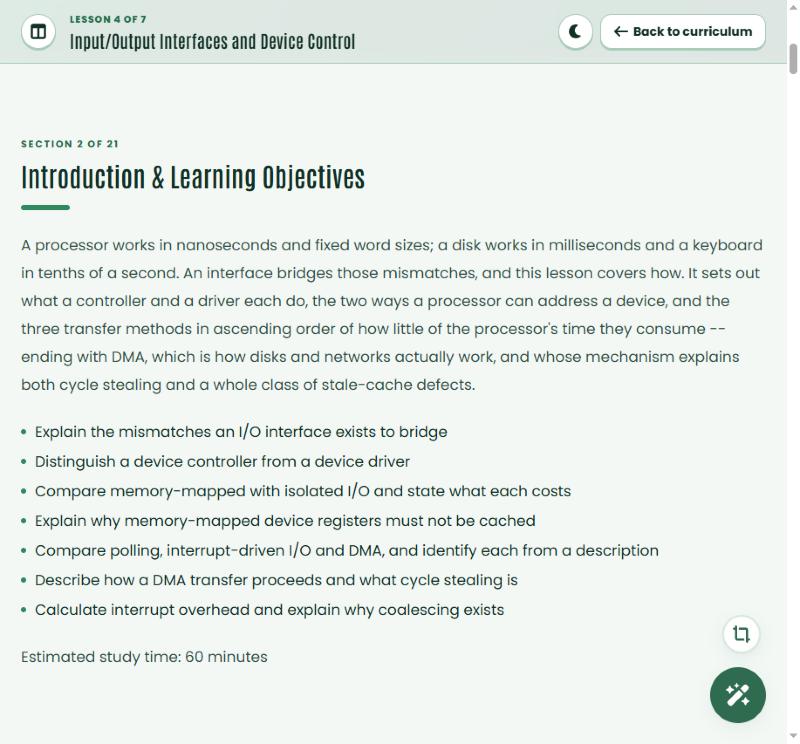 LESSON 4 OF 7
Input/Output Interfaces and Device Control
Back to curriculum
SECTION 2 OF 21
Introduction & Learning Objectives
A processor works in nanoseconds and fixed word sizes; a disk works in milliseconds and a keyboard
in tenths of a second. An interface bridges those mismatches, and this lesson covers how. It sets out
what a controller and a driver each do, the two ways a processor can address a device, and the
three transfer methods in ascending order of how little of the processor's time they consume --
ending with DMA, which is how disks and networks actually work, and whose mechanism explains
both cycle stealing and a whole class of stale-cache defects.
Explain the mismatches an I/O interface exists to bridge
Distinguish a device controller from a device driver
Compare memory-mapped with isolated I/O and state what each costs
Explain why memory-mapped device registers must not be cached
Compare polling, interrupt-driven I/O and DMA, and identify each from a description
Describe how a DMA transfer proceeds and what cycle stealing is
Calculate interrupt overhead and explain why coalescing exists
Estimated study time: 60 minutes